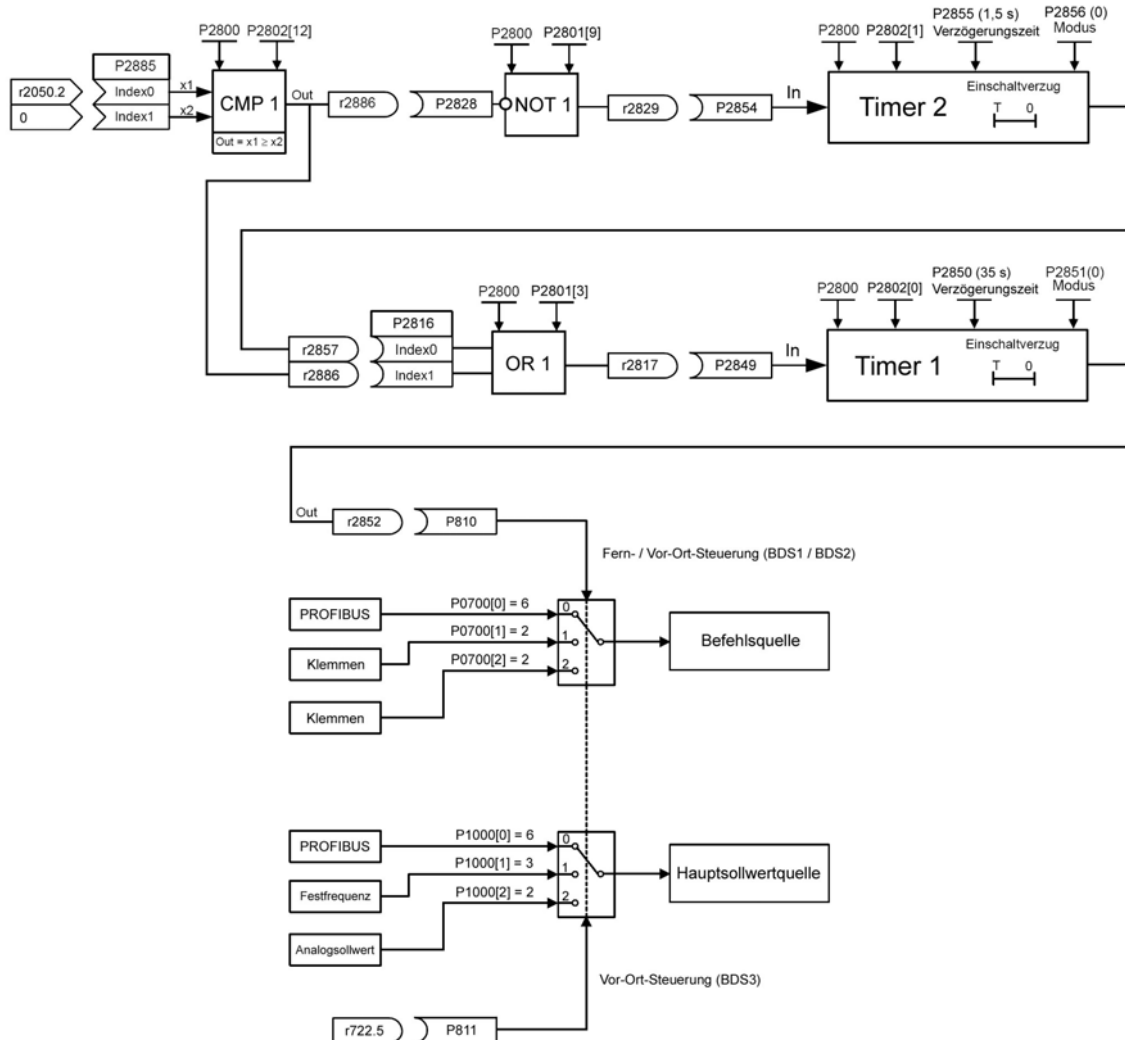 P2800 P2802[12]
P2885
r2050.2 Index0 x1
0 Index1 x2
CMP 1
Out = x1 ≥ x2
Out
r2886 P2828
P2800 P2801[9]
NOT 1
r2829 P2854
In
P2800 P2802[1]
P2855 (1,5 s)
Verzögerungszeit
P2856 (0)
Modus
Timer 2
Einschaltverzug
T 0
P2816
r2857 Index0
r2886 Index1
P2800 P2801[3]
OR 1
r2817 P2849
In
P2800 P2802[0]
P2850 (35 s)
Verzögerungszeit
P2851(0)
Modus
Timer 1
Einschaltverzug
T 0
Out
r2852 P810
Fern- / Vor-Ort-Steuerung (BDS1 / BDS2)
PROFIBUS P0700[0] = 6 0
Klemmen P0700[1] = 2 1
Klemmen P0700[2] = 2 2
Befehlsquelle
PROFIBUS P1000[0] = 6 0
Festfrequenz P1000[1] = 3 1
Analogsollwert P1000[2] = 2 2
Hauptsollwertquelle
Vor-Ort-Steuerung (BDS3)
r722.5 P811